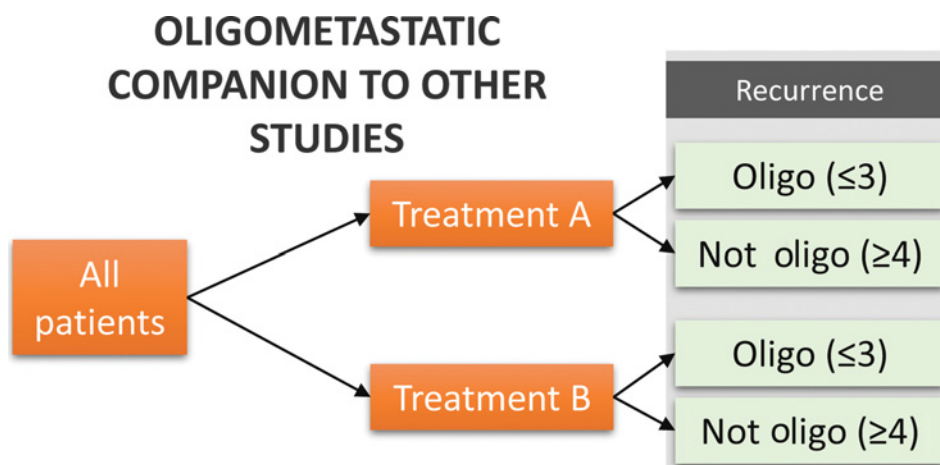 OLIGOMETASTATIC
COMPANION TO OTHER
STUDIES
Recurrence
Oligo (≤3)
Treatment A
Not oligo (≥4)
All
patients
Oligo (≤3)
Treatment B
Not oligo (≥4)